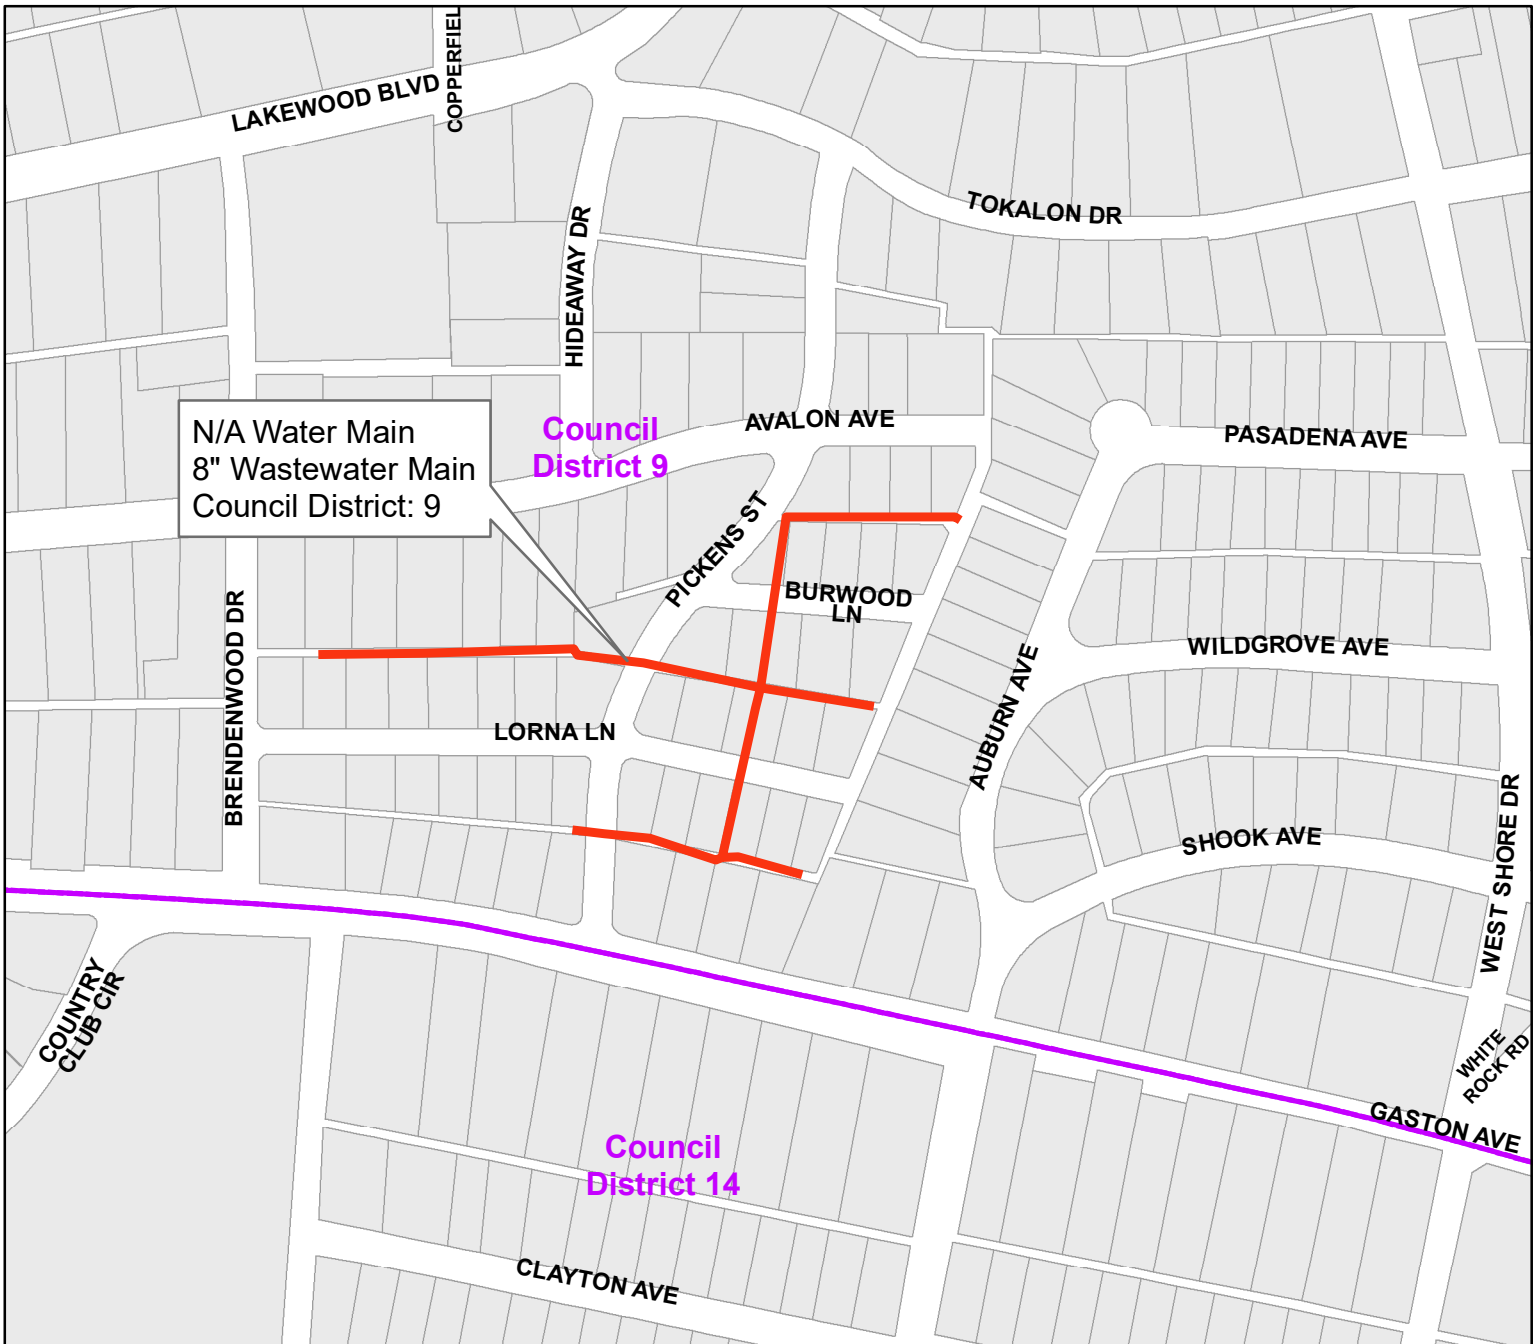 COPPERFIEL
LAKEWOOD BLVD
TOKALON DR
HIDEAWAY DR
N/A Water Main
8" Wastewater Main
Council District: 9
Council
District 9
AVALON AVE
PASADENA AVE
PICKENS ST
BURWOOD
LN
BRENDENWOOD DR
WILDGROVE AVE
AUBURN AVE
LORNA LN
SHOOK AVE
WEST SHORE DR
COUNTRY
CLUB CIR
WHITE
ROCK RD
GASTON AVE
Council
District 14
CLAYTON AVE